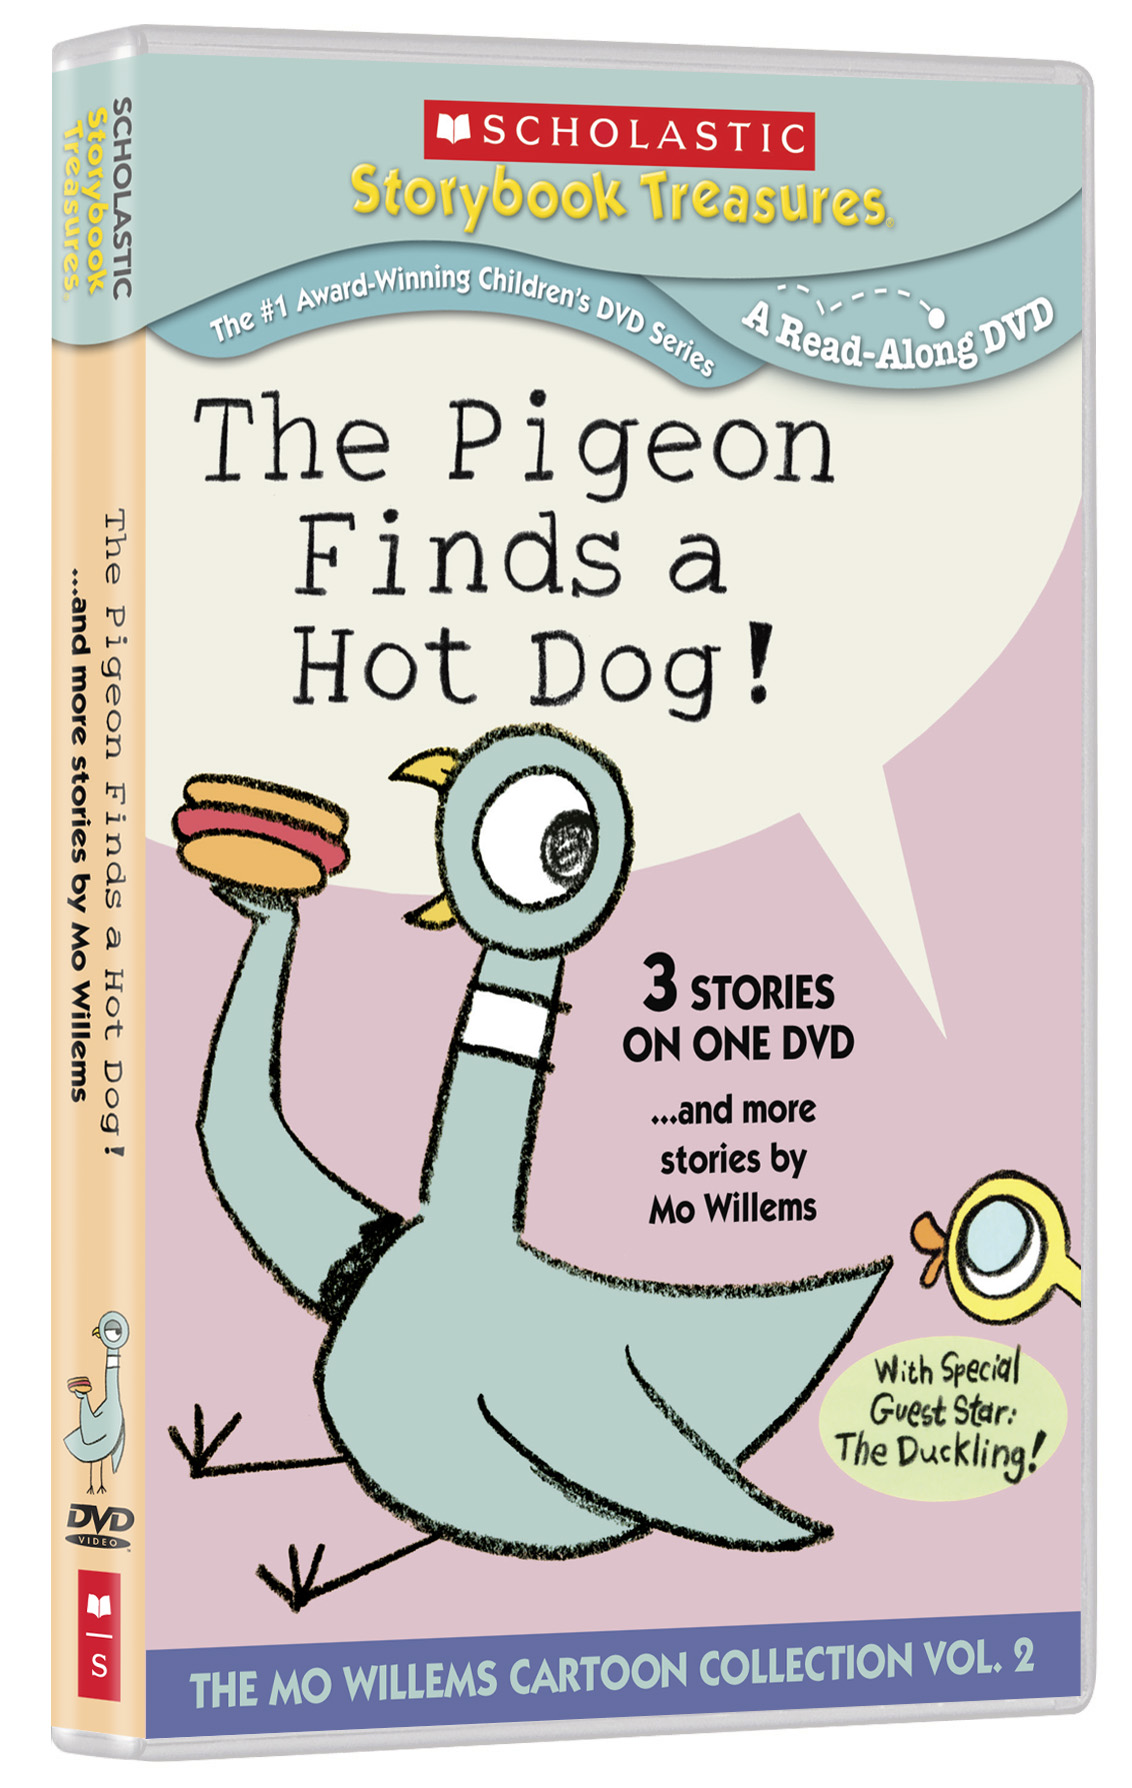 SCHOLASTIC
Storybook Treasures®
The #1 Award-Winning Children's DVD Series
A Read-Along DVD
The Pigeon
Finds a
Hot Dog!
3 STORIES
ON ONE DVD
...and more
stories by
Mo Willems
With Special
Guest Star:
The Duckling!
THE MO WILLEMS CARTOON COLLECTION VOL. 2
SCHOLASTIC
Storybook
Treasures®
The Pigeon Finds a Hot Dog!
...and more stories by Mo Willems
DVD
VIDEO™
S